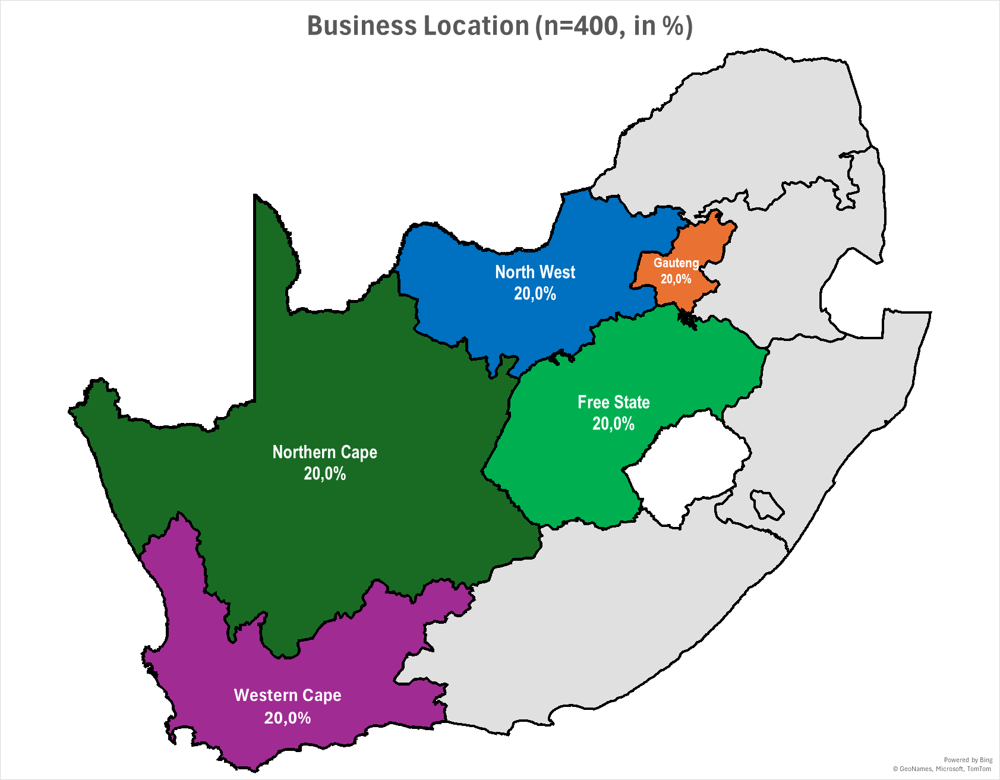 Business Location (n=400, in %)
North West
20,0%
Gauteng
20,0%
Free State
20,0%
Northern Cape
20,0%
Western Cape
20,0%
Powered by Bing
© GeoNames, Microsoft, TomTom